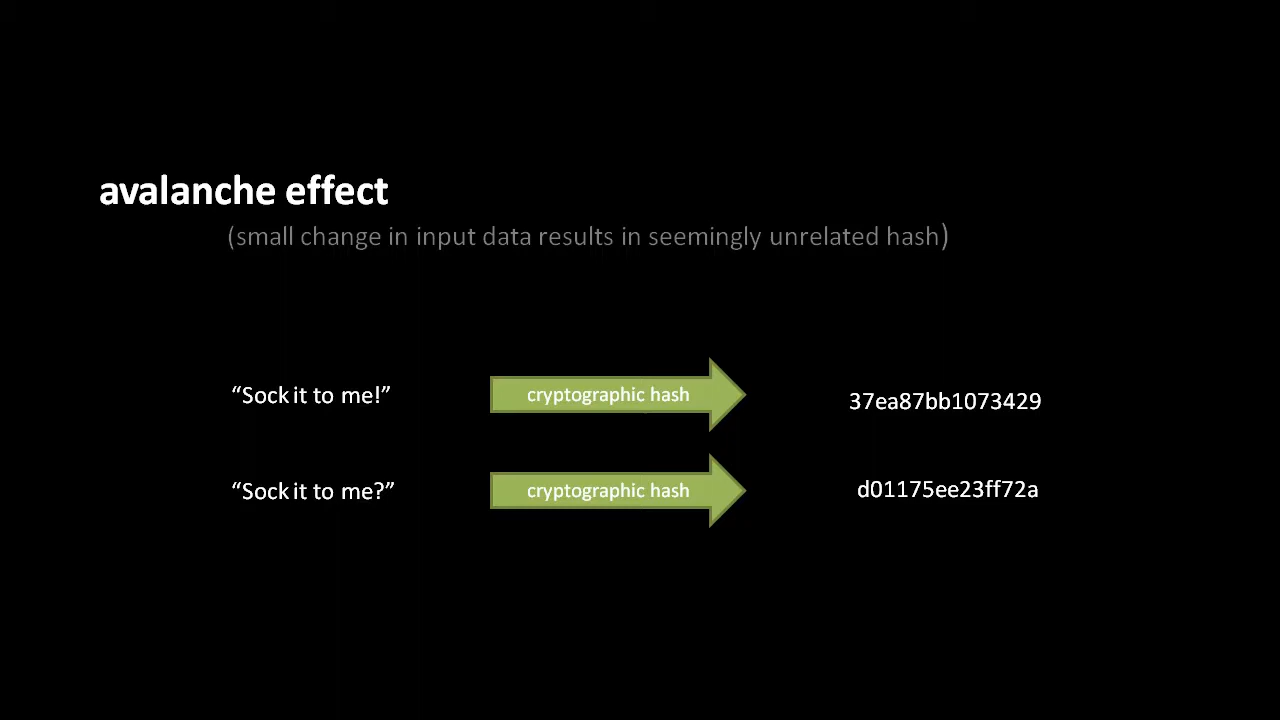 avalanche effect
(small change in input data results in seemingly unrelated hash)
“Sock it to me!” cryptographic hash 37ea87bb1073429
“Sock it to me?” cryptographic hash d01175ee23ff72a